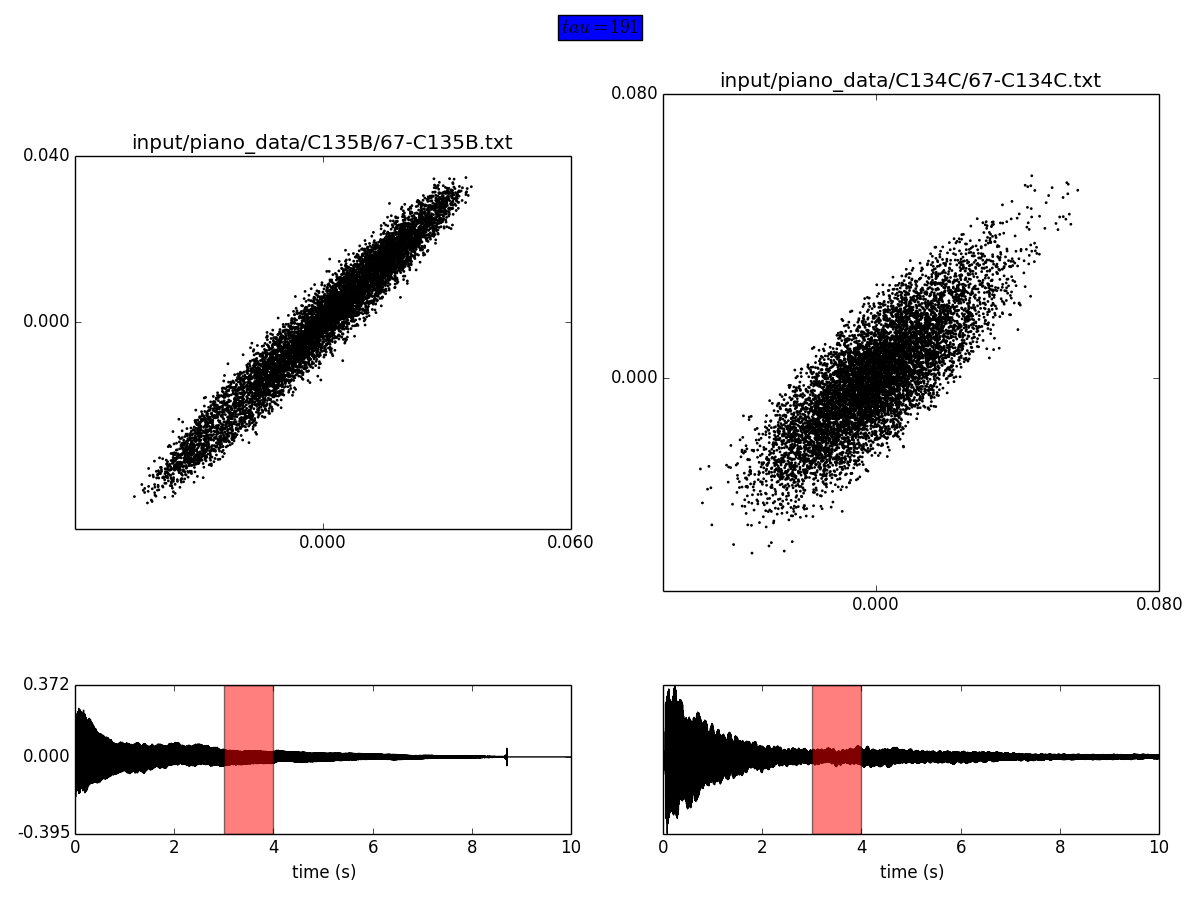 tau = 191
input/piano_data/C135B/67-C135B.txt
0.040
0.000
0.000 0.060
input/piano_data/C134C/67-C134C.txt
0.080
0.000
0.000 0.080
0.372
0.000
-0.395
0 2 4 6 8 10
time (s)
0 2 4 6 8 10
time (s)